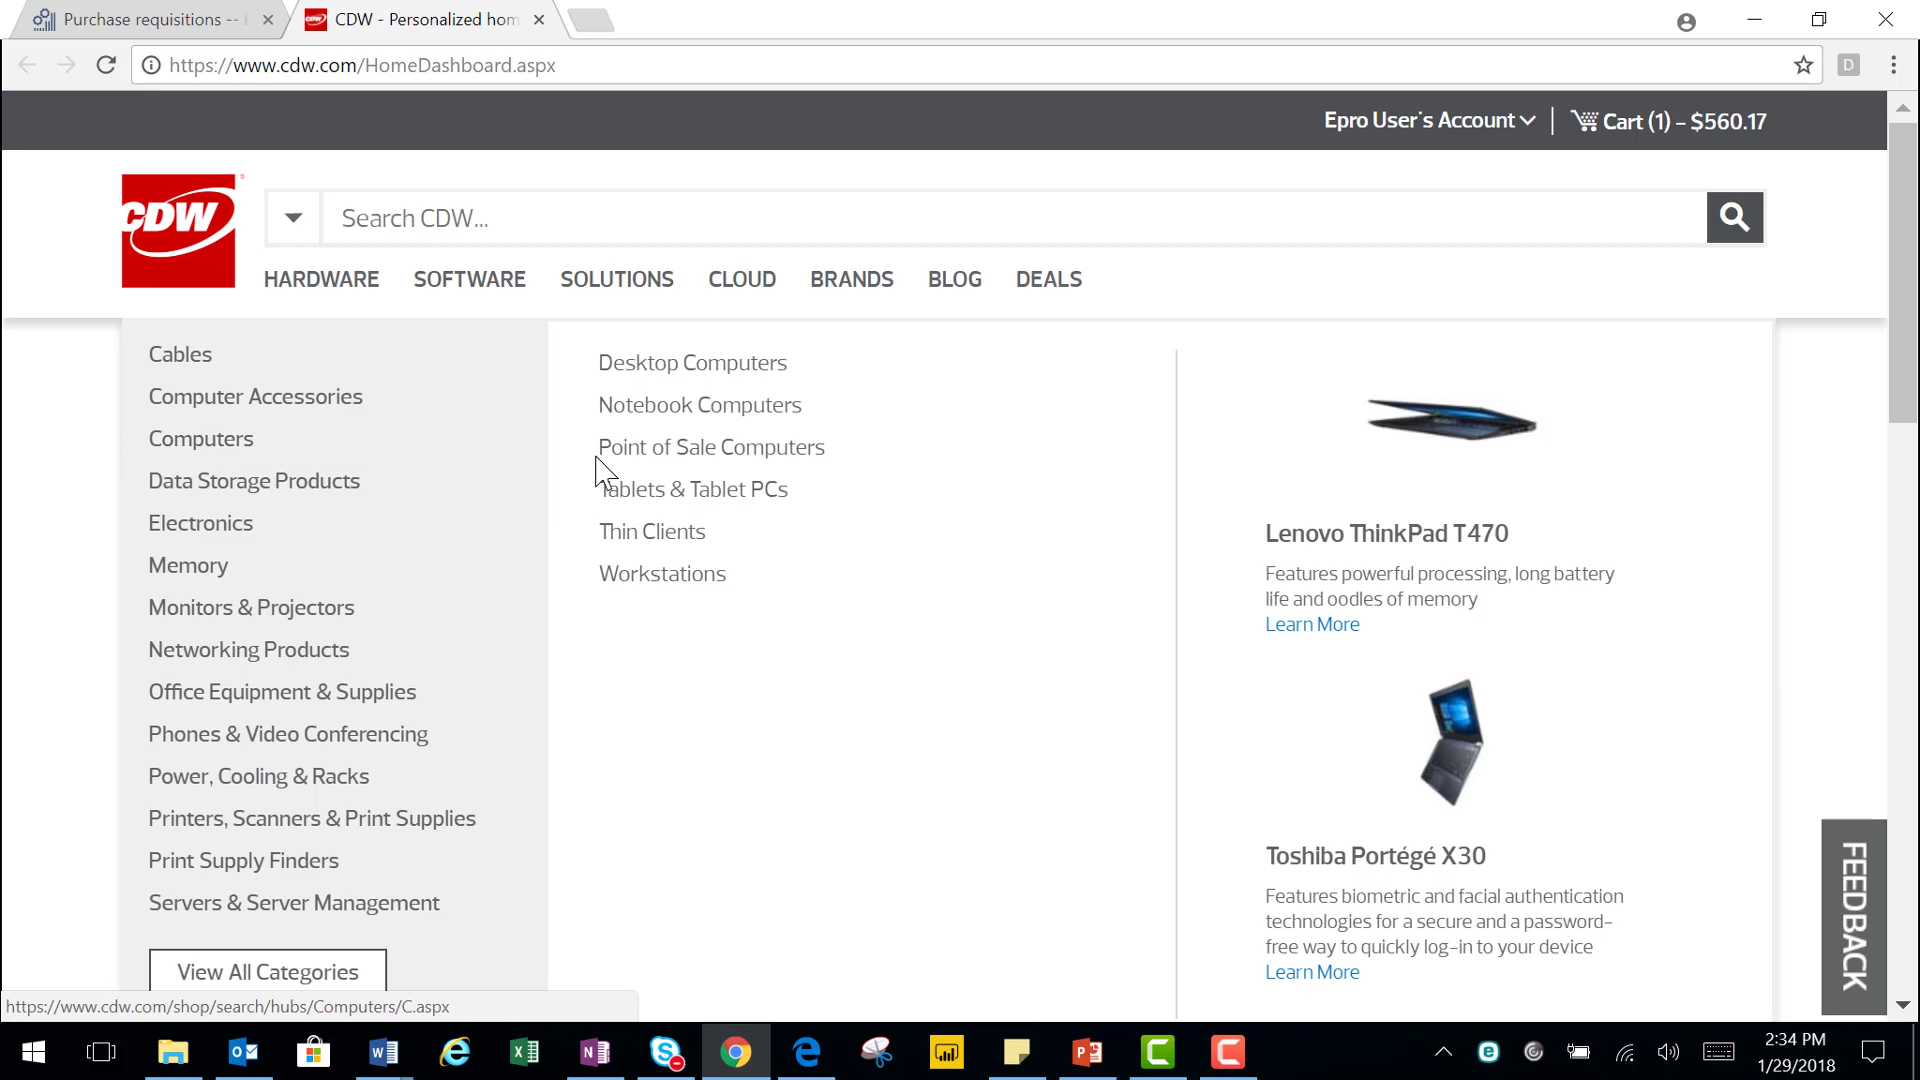 Purchase requisitions --
CDW - Personalized hom
https://www.cdw.com/HomeDashboard.aspx
D
Epro User's Account
Cart (1) - $560.17
CDW
Search CDW...
HARDWARE SOFTWARE SOLUTIONS CLOUD BRANDS BLOG DEALS
Cables
Computer Accessories
Computers
Data Storage Products
Electronics
Memory
Monitors & Projectors
Networking Products
Office Equipment & Supplies
Phones & Video Conferencing
Power, Cooling & Racks
Printers, Scanners & Print Supplies
Print Supply Finders
Servers & Server Management
View All Categories
Desktop Computers
Notebook Computers
Point of Sale Computers
Tablets & Tablet PCs
Thin Clients
Workstations
Lenovo ThinkPad T470
Features powerful processing, long battery
life and oodles of memory
Learn More
Toshiba Portégé X30
Features biometric and facial authentication
technologies for a secure and a password-
free way to quickly log-in to your device
Learn More
FEEDBACK
https://www.cdw.com/shop/search/hubs/Computers/C.aspx
2:34 PM
1/29/2018